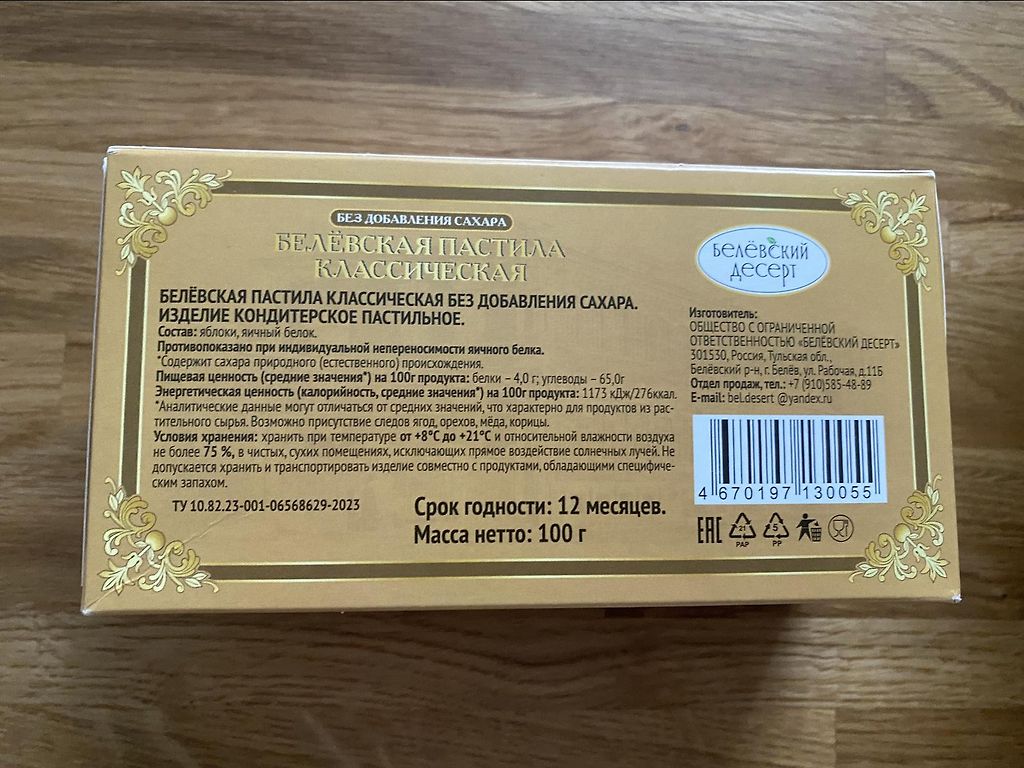 БЕЗ ДОБАВЛЕНИЯ САХАРА
БЕЛЁВСКАЯ ПАСТИЛА
КЛАССИЧЕСКАЯ
БЕЛЁВСКАЯ ПАСТИЛА КЛАССИЧЕСКАЯ БЕЗ ДОБАВЛЕНИЯ САХАРА.
ИЗДЕЛИЕ КОНДИТЕРСКОЕ ПАСТИЛЬНОЕ.
Состав: яблоки, яичный белок.
Противопоказано при индивидуальной непереносимости яичного белка.
*Содержит сахара природного (естественного) происхождения.
Пищевая ценность (средние значения*) на 100г продукта: белки – 4,0 г; углеводы – 65,0г
Энергетическая ценность (калорийность, средние значения*) на 100г продукта: 1173 кДж/276ккал.
*Аналитические данные могут отличаться от средних значений, что характерно для продуктов из рас-
тительного сырья. Возможно присутствие следов ягод, орехов, мёда, корицы.
Условия хранения: хранить при температуре от +8°С до +21°С и относительной влажности воздуха
не более 75 %, в чистых, сухих помещениях, исключающих прямое воздействие солнечных лучей. Не
допускается хранить и транспортировать изделие совместно с продуктами, обладающими специфиче-
ским запахом.
ТУ 10.82.23-001-06568629-2023
Срок годности: 12 месяцев.
Масса нетто: 100 г
Белёвский
десерт
Изготовитель:
ОБЩЕСТВО С ОГРАНИЧЕННОЙ
ОТВЕТСТВЕННОСТЬЮ «БЕЛЁВСКИЙ ДЕСЕРТ»
301530, Россия, Тульская обл.,
Белёвский р-н, г. Белёв, ул. Рабочая, д.11Б
Отдел продаж, тел.: +7 (910)585-48-89
E-mail: bel.desert @yandex.ru
4 670197 130055
EAC 21 PAP 5 PP